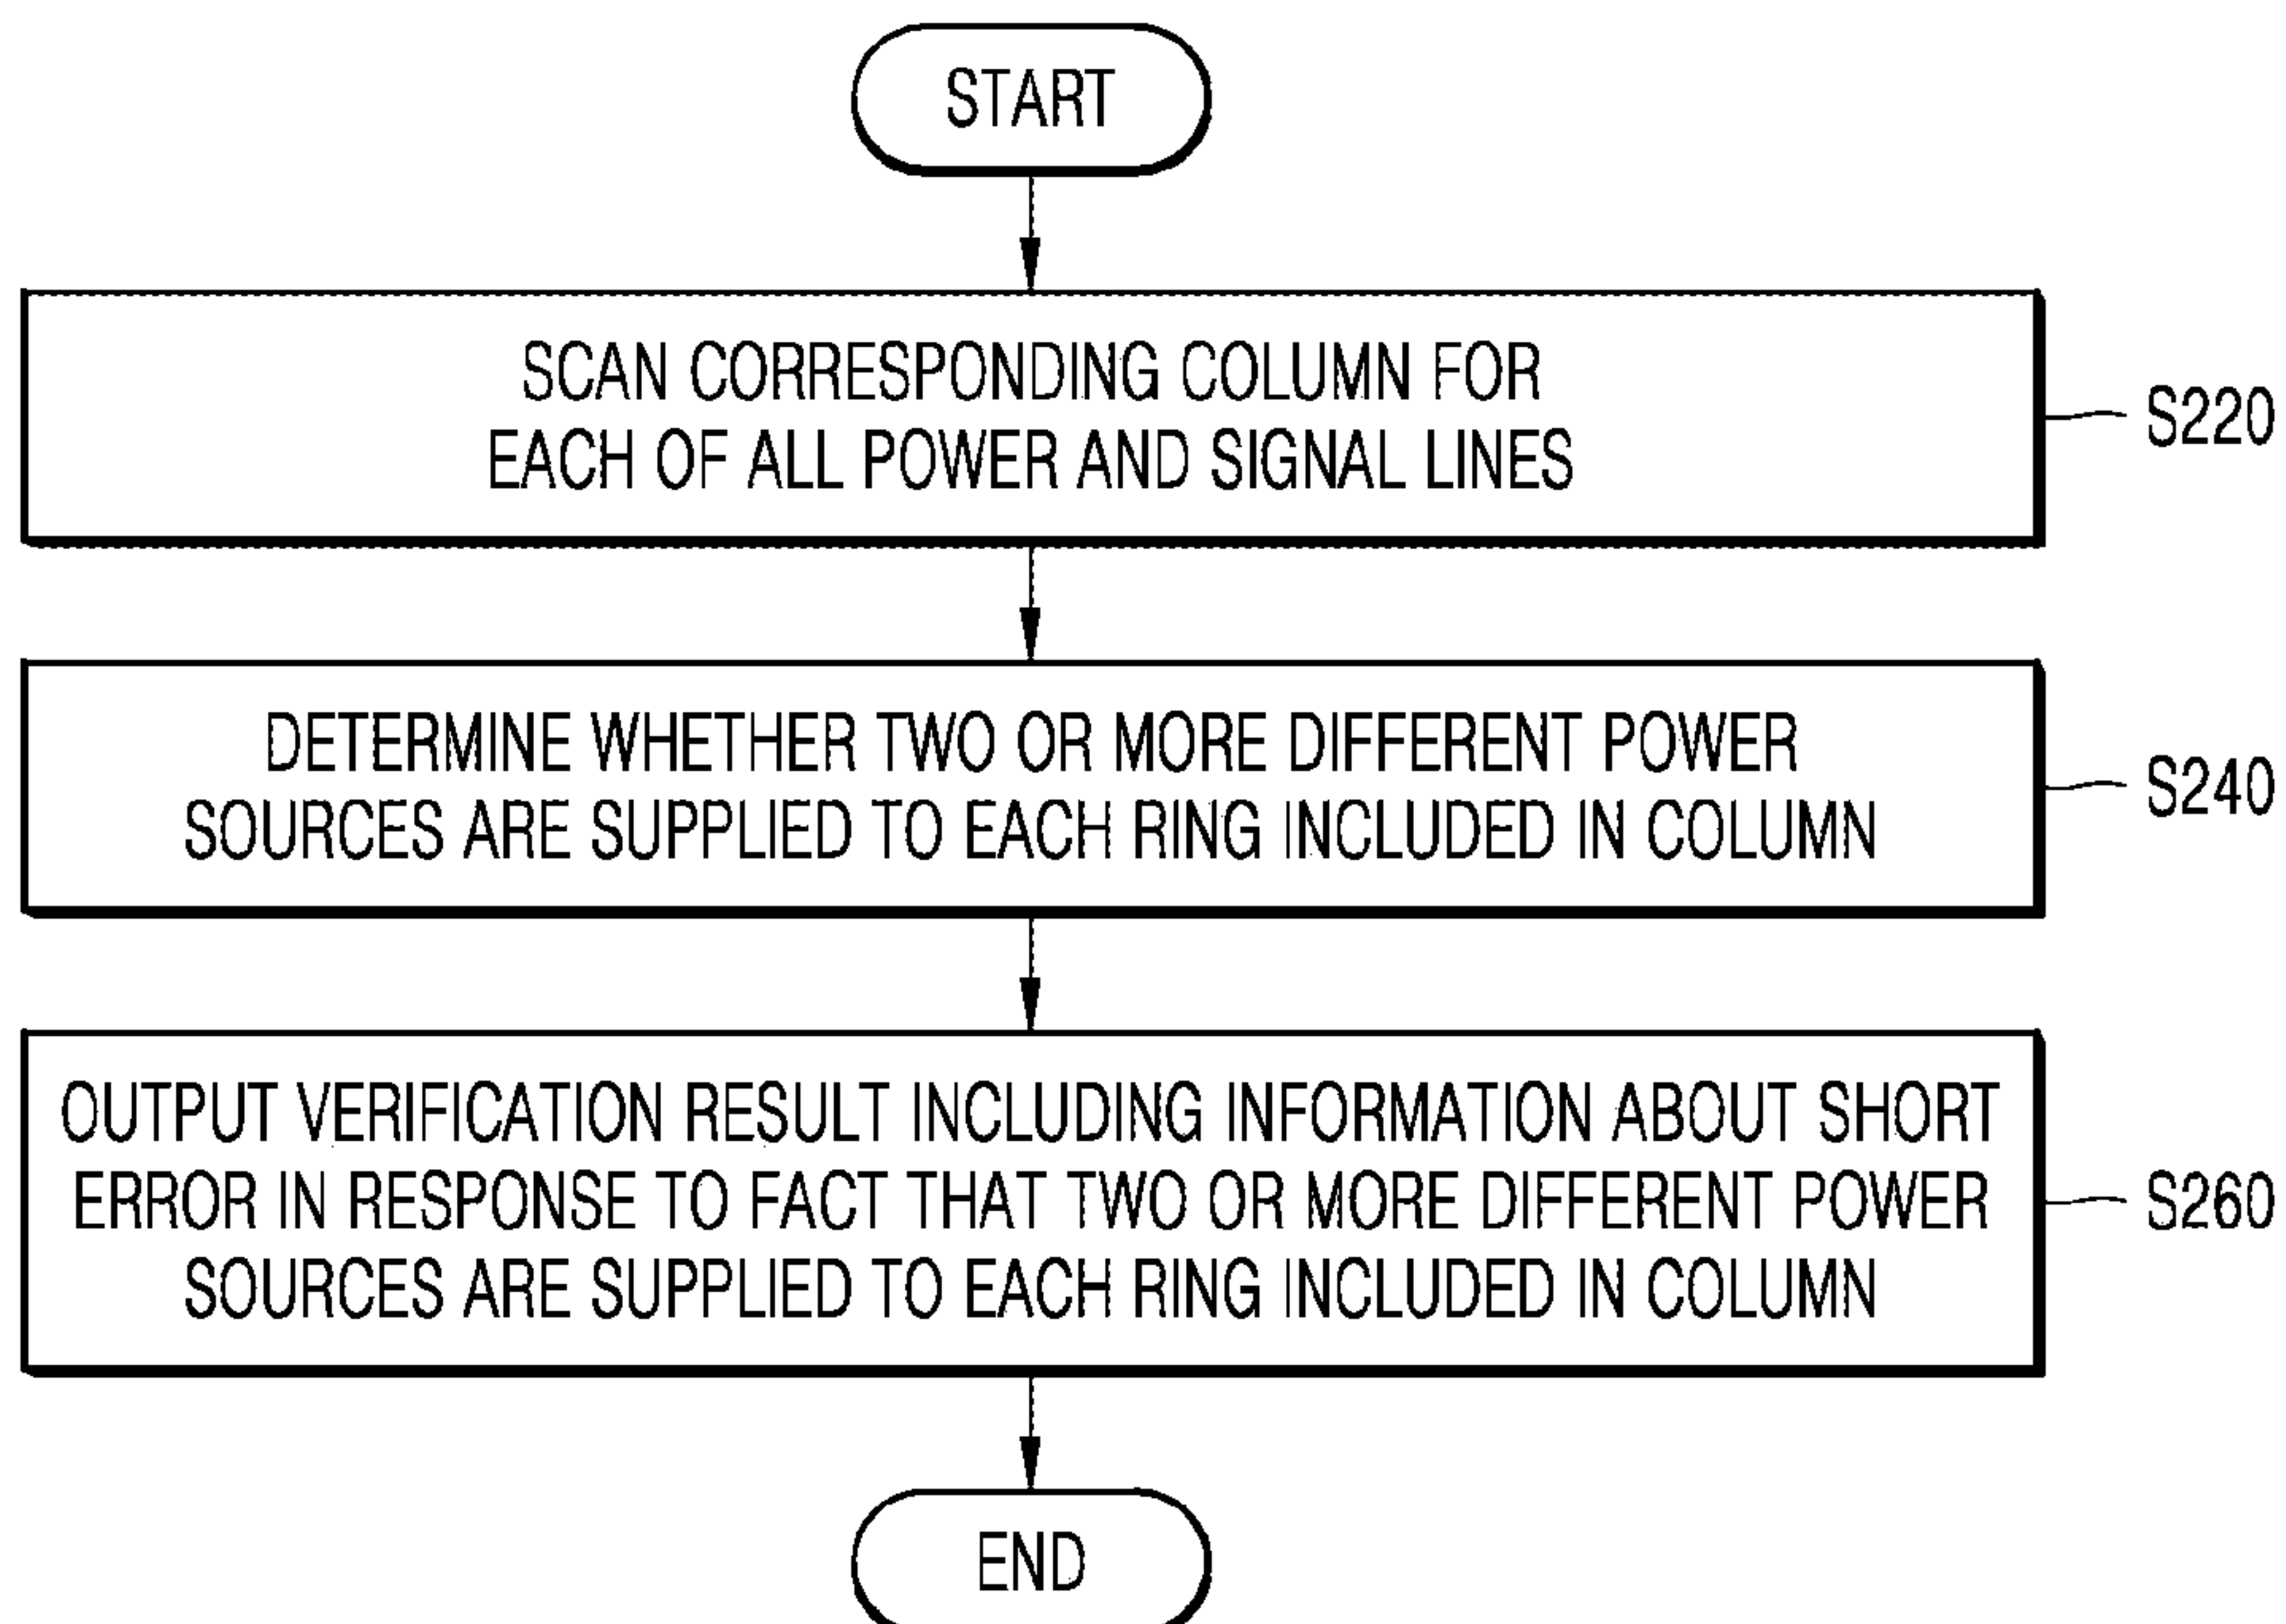 START
SCAN CORRESPONDING COLUMN FOR
EACH OF ALL POWER AND SIGNAL LINES
S220
DETERMINE WHETHER TWO OR MORE DIFFERENT POWER
SOURCES ARE SUPPLIED TO EACH RING INCLUDED IN COLUMN
S240
OUTPUT VERIFICATION RESULT INCLUDING INFORMATION ABOUT SHORT
ERROR IN RESPONSE TO FACT THAT TWO OR MORE DIFFERENT POWER
SOURCES ARE SUPPLIED TO EACH RING INCLUDED IN COLUMN
S260
END